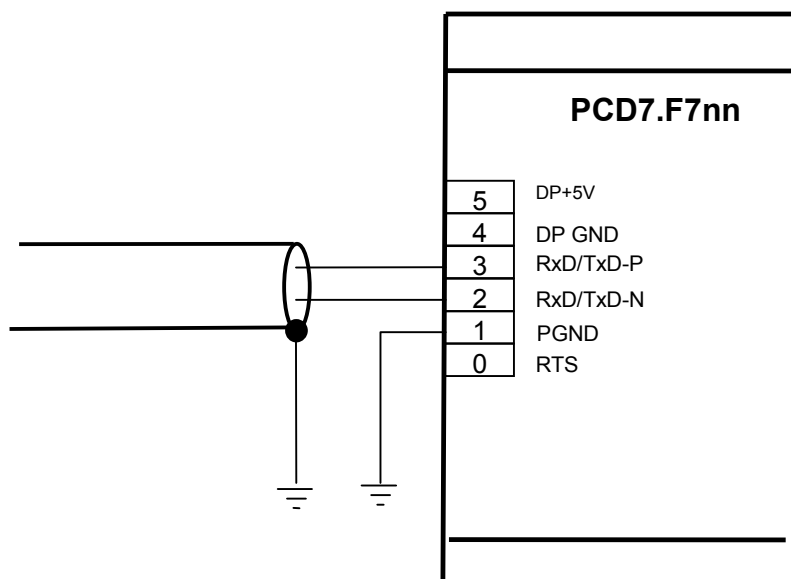 PCD7.F7nn
5 DP+5V
4 DP GND
3 RxD/TxD-P
2 RxD/TxD-N
1 PGND
0 RTS